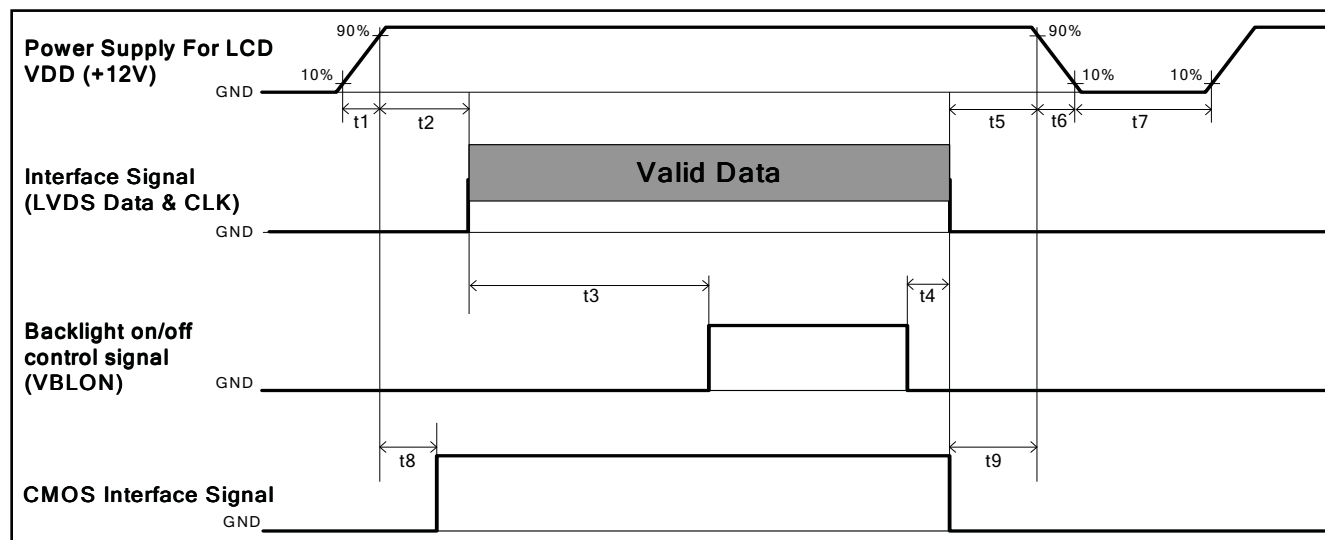 Power Supply For LCD
VDD (+12V)
90%
10%
GND
90%
10%
10%
t1
t2
t5
t6
t7
Interface Signal
(LVDS Data & CLK)
Valid Data
GND
t3
t4
Backlight on/off
control signal
(VBLON)
GND
t8
t9
CMOS Interface Signal
GND